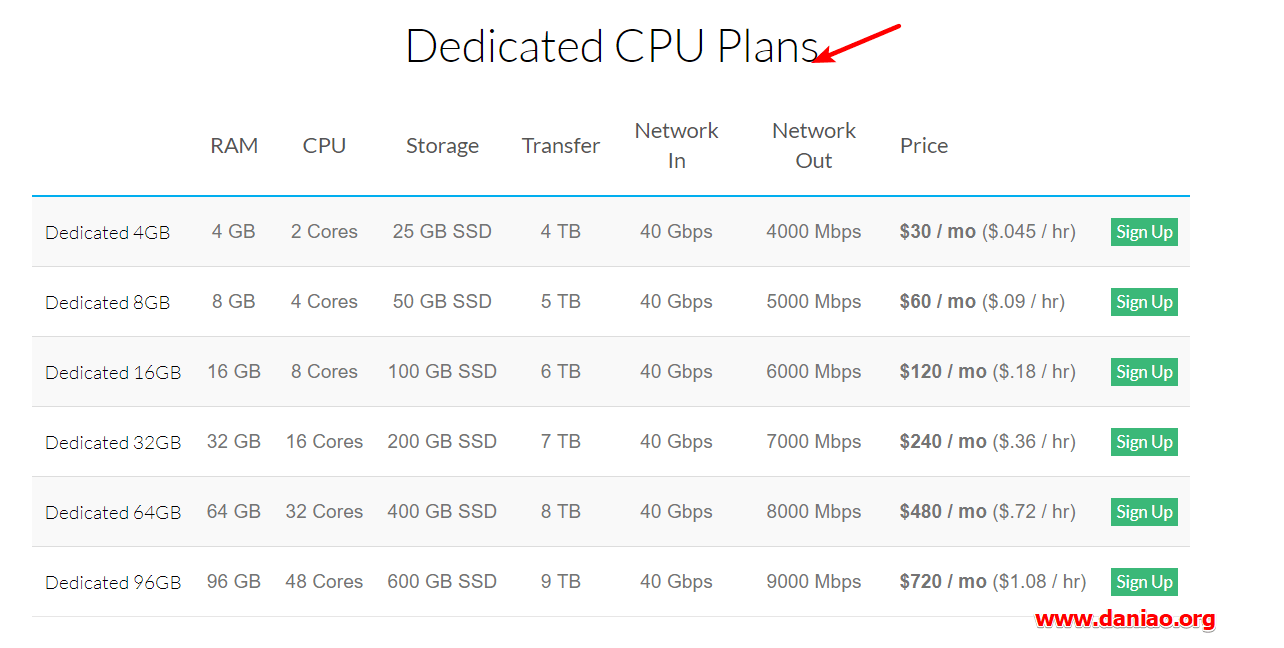 Dedicated CPU Plans
RAM CPU Storage Transfer Network In Network Out Price
Dedicated 4GB 4 GB 2 Cores 25 GB SSD 4 TB 40 Gbps 4000 Mbps $30 / mo ($.045 / hr) Sign Up
Dedicated 8GB 8 GB 4 Cores 50 GB SSD 5 TB 40 Gbps 5000 Mbps $60 / mo ($.09 / hr) Sign Up
Dedicated 16GB 16 GB 8 Cores 100 GB SSD 6 TB 40 Gbps 6000 Mbps $120 / mo ($.18 / hr) Sign Up
Dedicated 32GB 32 GB 16 Cores 200 GB SSD 7 TB 40 Gbps 7000 Mbps $240 / mo ($.36 / hr) Sign Up
Dedicated 64GB 64 GB 32 Cores 400 GB SSD 8 TB 40 Gbps 8000 Mbps $480 / mo ($.72 / hr) Sign Up
Dedicated 96GB 96 GB 48 Cores 600 GB SSD 9 TB 40 Gbps 9000 Mbps $720 / mo ($1.08 / hr) Sign Up
www.daniao.org